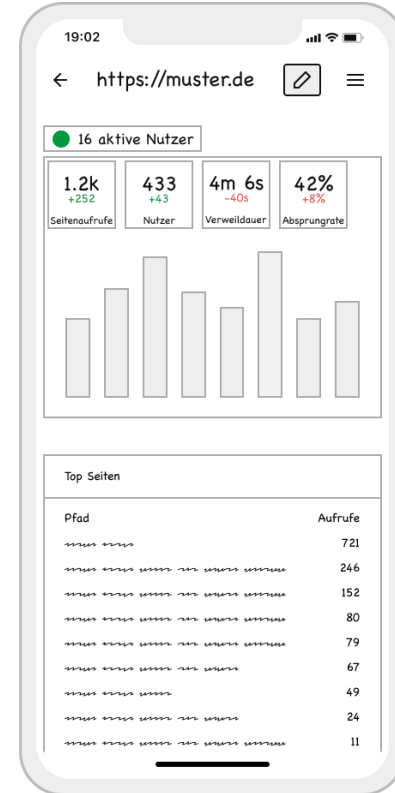 19:02
https://muster.de
16 aktive Nutzer
1.2k 433 4m 6s 42%
+252 +43 -40s +8%
Seitenaufrufe Nutzer Verweildauer Absprungrate
Top Seiten
Pfad Aufrufe
721
246
152
80
79
67
49
24
11